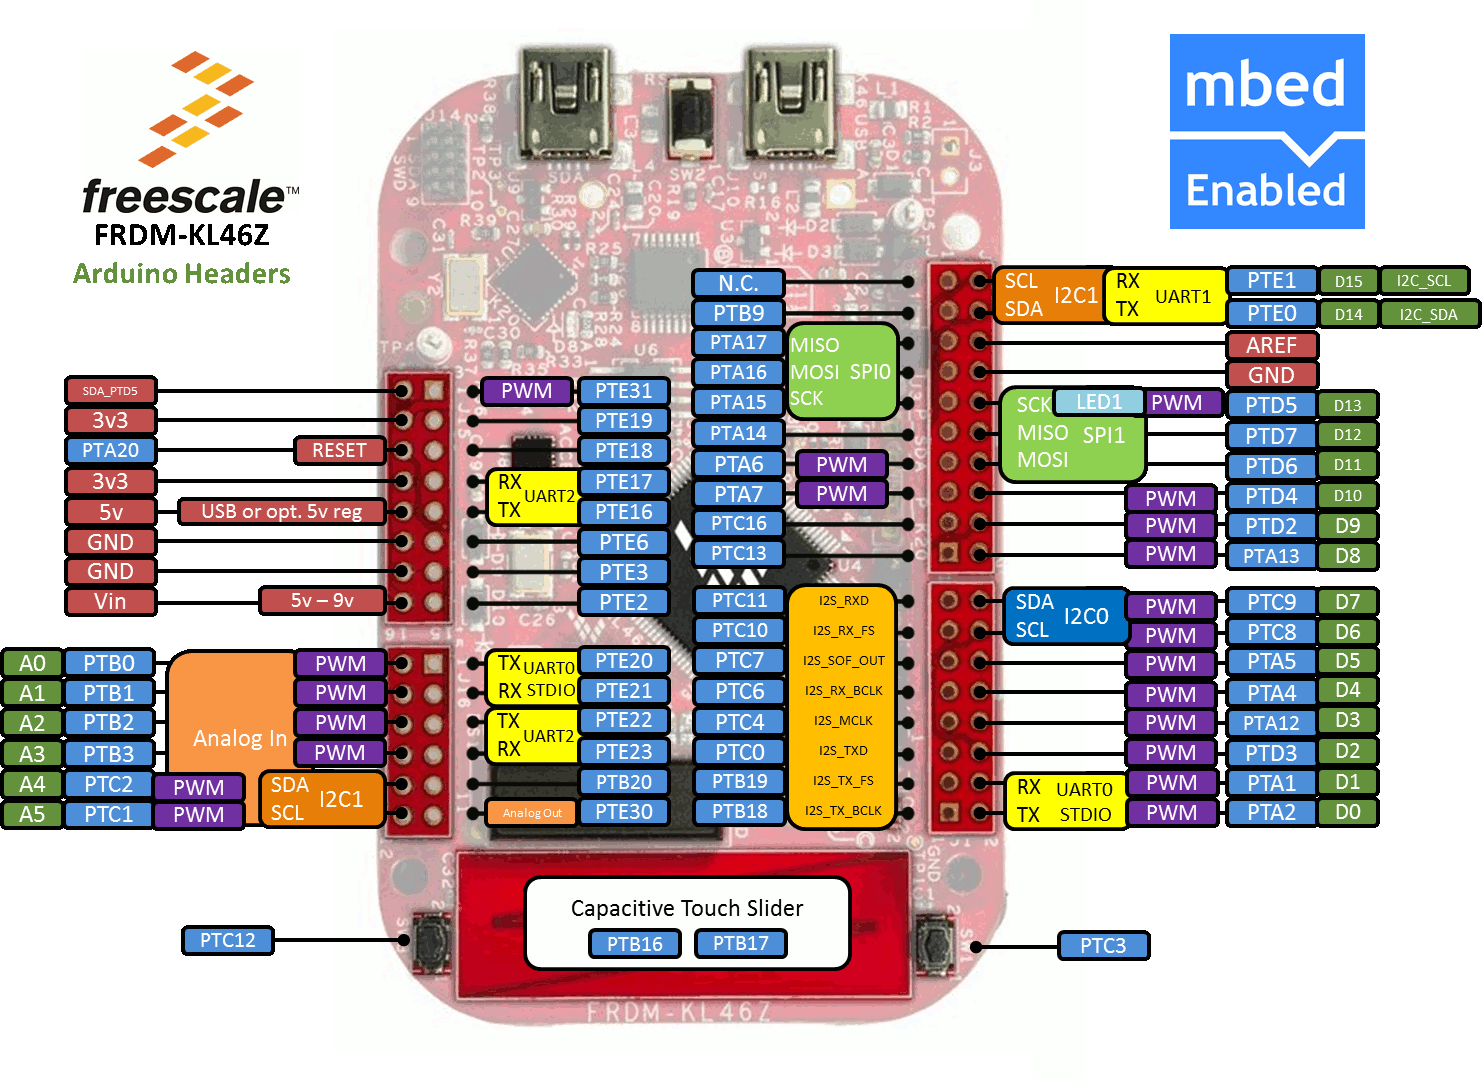 freescale™
FRDM-KL46Z
Arduino Headers
mbed
Enabled
N.C.
PTB9
PTA17 MISO
PTA16 MOSI SPI0
PTA15 SCK
PTA14
PTA6 PWM
PTA7 PWM
PTC16
PTC13
SCL I2C1 RX UART1 PTE1 D15 I2C_SCL
SDA TX PTE0 D14 I2C_SDA
AREF
GND
SCK LED1 PWM PTD5 D13
MISO SPI1 PTD7 D12
MOSI PTD6 D11
PWM PTD4 D10
PWM PTD2 D9
PWM PTA13 D8
SDA_PTD5
3v3
PTA20 RESET
3v3
5v USB or opt. 5v reg
GND
GND
Vin 5v – 9v
PWM PTE31
PTE19
PTE18
RX UART2 PTE17
TX PTE16
PTE6
PTE3
PTE2
PTC11 I2S_RXD
PTC10 I2S_RX_FS
PTC7 I2S_SOF_OUT
PTC6 I2S_RX_BCLK
PTC4 I2S_MCLK
PTC0 I2S_TXD
PTB19 I2S_TX_FS
PTB18 I2S_TX_BCLK
SDA I2C0 PWM PTC9 D7
SCL PWM PTC8 D6
PWM PTA5 D5
PWM PTA4 D4
PWM PTA12 D3
PWM PTD3 D2
RX UART0 PWM PTA1 D1
TX STDIO PWM PTA2 D0
A0 PTB0 PWM
A1 PTB1 PWM
A2 PTB2 Analog In PWM
A3 PTB3 PWM
A4 PTC2 PWM SDA I2C1
A5 PTC1 PWM SCL
TX UART0 PTE20
RX STDIO PTE21
TX UART2 PTE22
RX PTE23
PTB20
Analog Out PTE30
Capacitive Touch Slider
PTB16 PTB17
PTC12
PTC3
FRDM-KL46Z